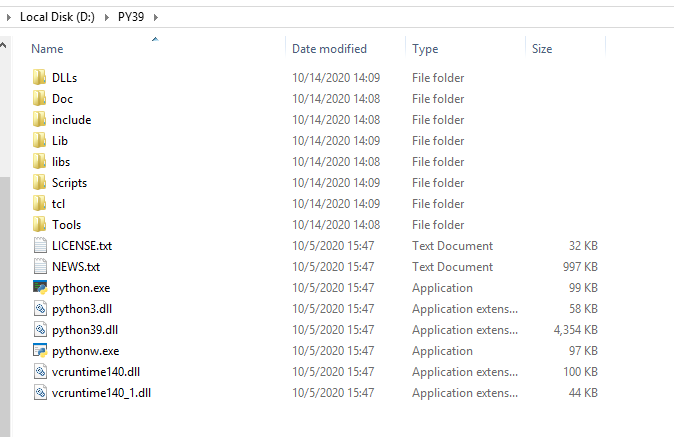 Local Disk (D:) PY39
Name Date modified Type Size
DLLs 10/14/2020 14:09 File folder
Doc 10/14/2020 14:08 File folder
include 10/14/2020 14:08 File folder
Lib 10/14/2020 14:09 File folder
libs 10/14/2020 14:08 File folder
Scripts 10/14/2020 14:09 File folder
tcl 10/14/2020 14:09 File folder
Tools 10/14/2020 14:08 File folder
LICENSE.txt 10/5/2020 15:47 Text Document 32 KB
NEWS.txt 10/5/2020 15:47 Text Document 997 KB
python.exe 10/5/2020 15:47 Application 99 KB
python3.dll 10/5/2020 15:47 Application extens... 58 KB
python39.dll 10/5/2020 15:47 Application extens... 4,354 KB
pythonw.exe 10/5/2020 15:47 Application 97 KB
vcruntime140.dll 10/5/2020 15:47 Application extens... 100 KB
vcruntime140_1.dll 10/5/2020 15:47 Application extens... 44 KB